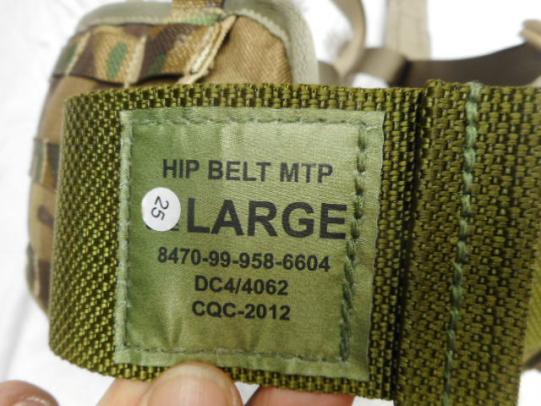 HIP BELT MTP
25
LARGE
8470-99-958-6604
DC4/4062
CQC-2012